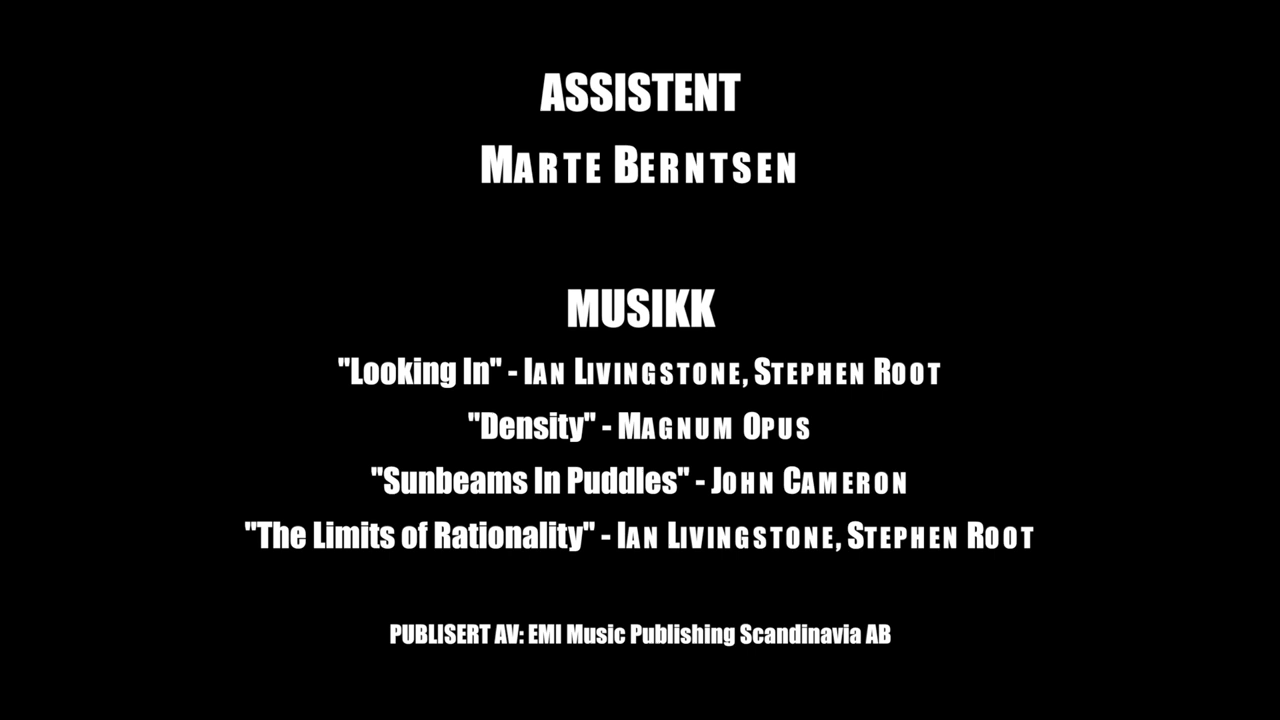 ASSISTENT
MARTE BERNTSEN
MUSIKK
"Looking In" - IAN LIVINGSTONE, STEPHEN ROOT
"Density" - MAGNUM OPUS
"Sunbeams In Puddles" - JOHN CAMERON
"The Limits of Rationality" - IAN LIVINGSTONE, STEPHEN ROOT
PUBLISERT AV: EMI Music Publishing Scandinavia AB